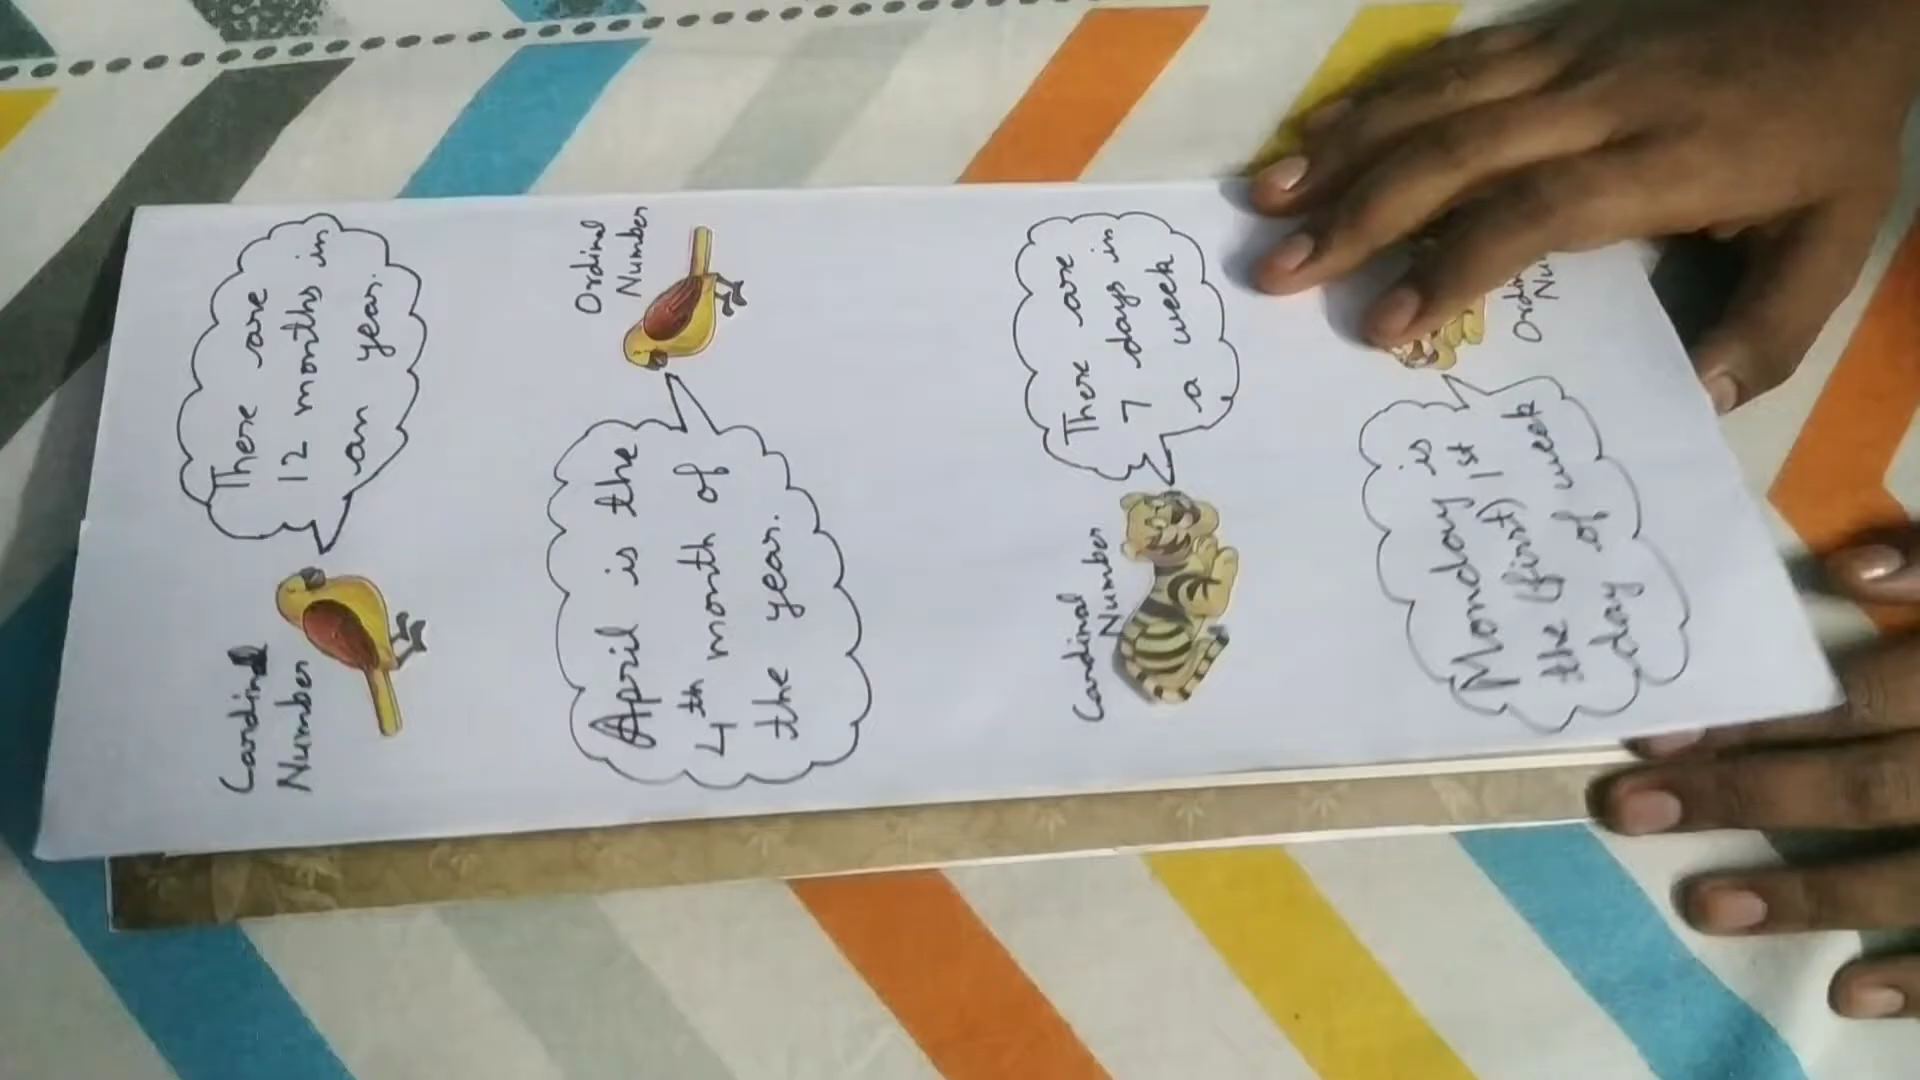 Cardinal
Number
There are
12 months in
an year.
Ordinal
Number
April is the
4th month of
the year.
Cardinal
Number
There are
7 days in
a week
Monday is
the (first) 1st
day of week